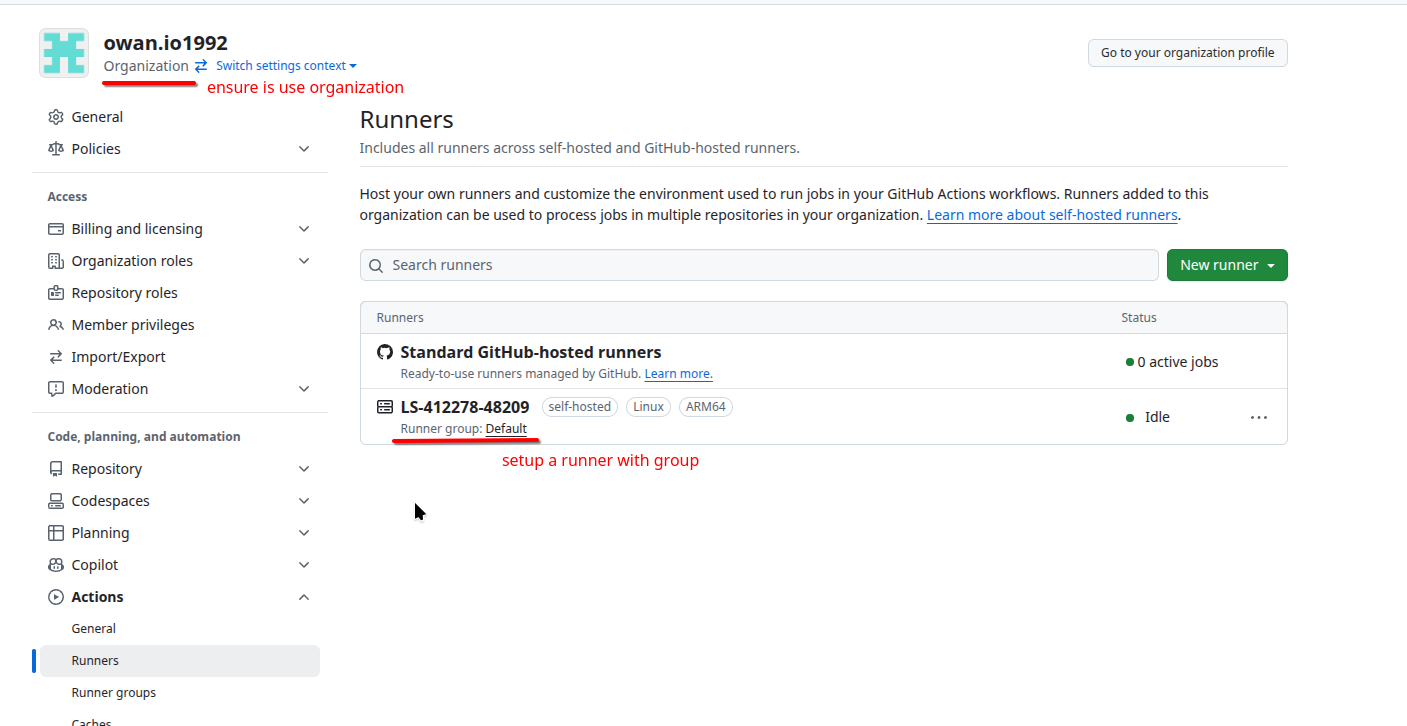 owan.io1992
Organization Switch settings context
Go to your organization profile
ensure is use organization
General
Policies
Access
Billing and licensing
Organization roles
Repository roles
Member privileges
Import/Export
Moderation
Code, planning, and automation
Repository
Codespaces
Planning
Copilot
Actions
General
Runners
Runner groups
Caches
Runners
Includes all runners across self-hosted and GitHub-hosted runners.
Host your own runners and customize the environment used to run jobs in your GitHub Actions workflows. Runners added to this
organization can be used to process jobs in multiple repositories in your organization. Learn more about self-hosted runners.
Search runners
New runner
Runners Status
Standard GitHub-hosted runners
Ready-to-use runners managed by GitHub. Learn more.
0 active jobs
LS-412278-48209 self-hosted Linux ARM64
Runner group: Default
Idle
setup a runner with group